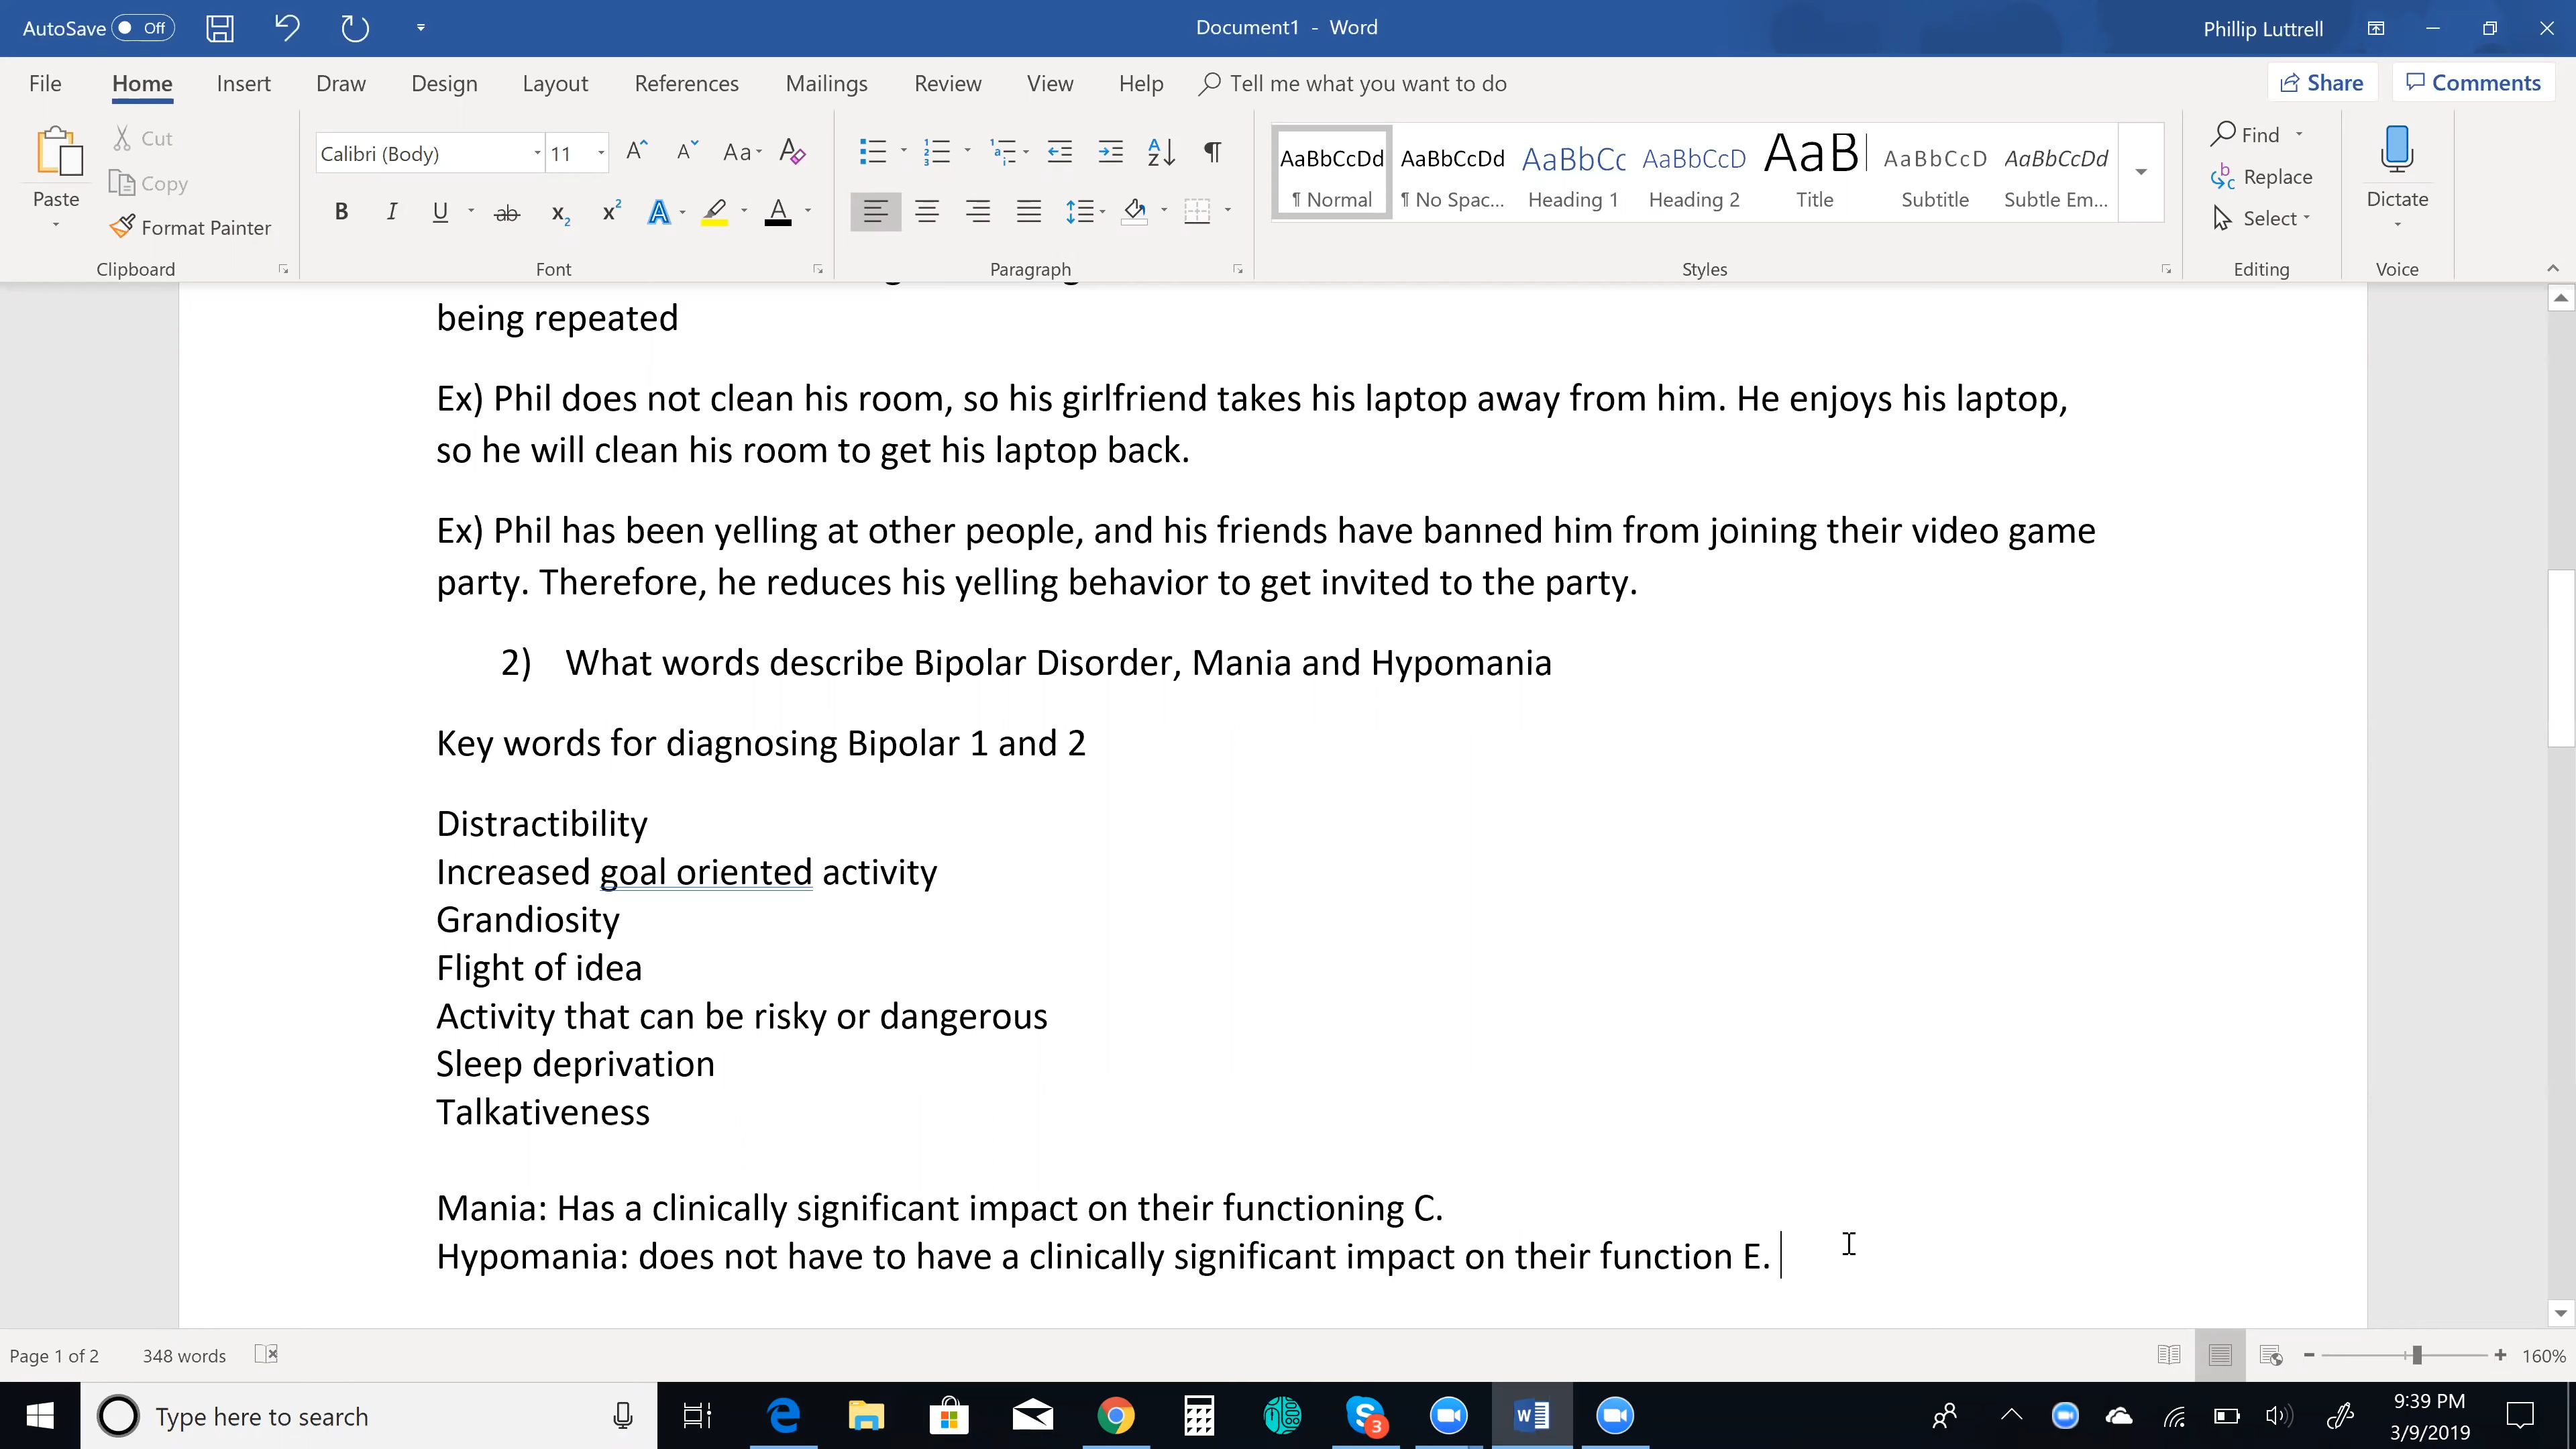 AutoSave Off
Document1 - Word
Phillip Luttrell
File Home Insert Draw Design Layout References Mailings Review View Help Tell me what you want to do
Share Comments
Paste
Cut
Copy
Format Painter
Clipboard
Calibri (Body) 11
Font
Paragraph
AaBbCcDd AaBbCcDd AaBbCc AaBbCcD AaB AaBbCcD AaBbCcDd
¶ Normal ¶ No Spac... Heading 1 Heading 2 Title Subtitle Subtle Em...
Styles
Find
Replace
Select
Editing
Dictate
Voice
being repeated
Ex) Phil does not clean his room, so his girlfriend takes his laptop away from him. He enjoys his laptop,
so he will clean his room to get his laptop back.
Ex) Phil has been yelling at other people, and his friends have banned him from joining their video game
party. Therefore, he reduces his yelling behavior to get invited to the party.
2) What words describe Bipolar Disorder, Mania and Hypomania
Key words for diagnosing Bipolar 1 and 2
Distractibility
Increased goal oriented activity
Grandiosity
Flight of idea
Activity that can be risky or dangerous
Sleep deprivation
Talkativeness
Mania: Has a clinically significant impact on their functioning C.
Hypomania: does not have to have a clinically significant impact on their function E.
Page 1 of 2 348 words
160%
Type here to search
3
9:39 PM
3/9/2019